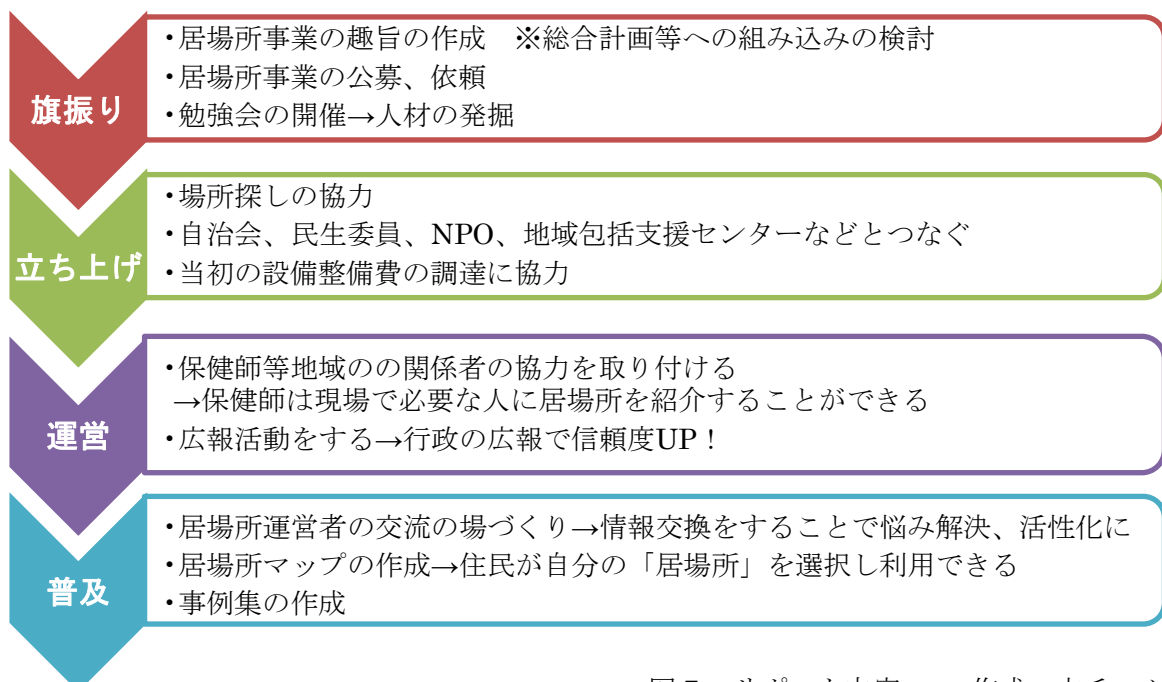 旗振り
・居場所事業の趣旨の作成　※総合計画等への組み込みの検討
・居場所事業の公募、依頼
・勉強会の開催→人材の発掘
立ち上げ
・場所探しの協力
・自治会、民生委員、NPO、地域包括支援センターなどとつなぐ
・当初の設備整備費の調達に協力
運営
・保健師等地域のの関係者の協力を取り付ける
→保健師は現場で必要な人に居場所を紹介することができる
・広報活動をする→行政の広報で信頼度UP！
普及
・居場所運営者の交流の場づくり→情報交換をすることで悩み解決、活性化に
・居場所マップの作成→住民が自分の「居場所」を選択し利用できる
・事例集の作成